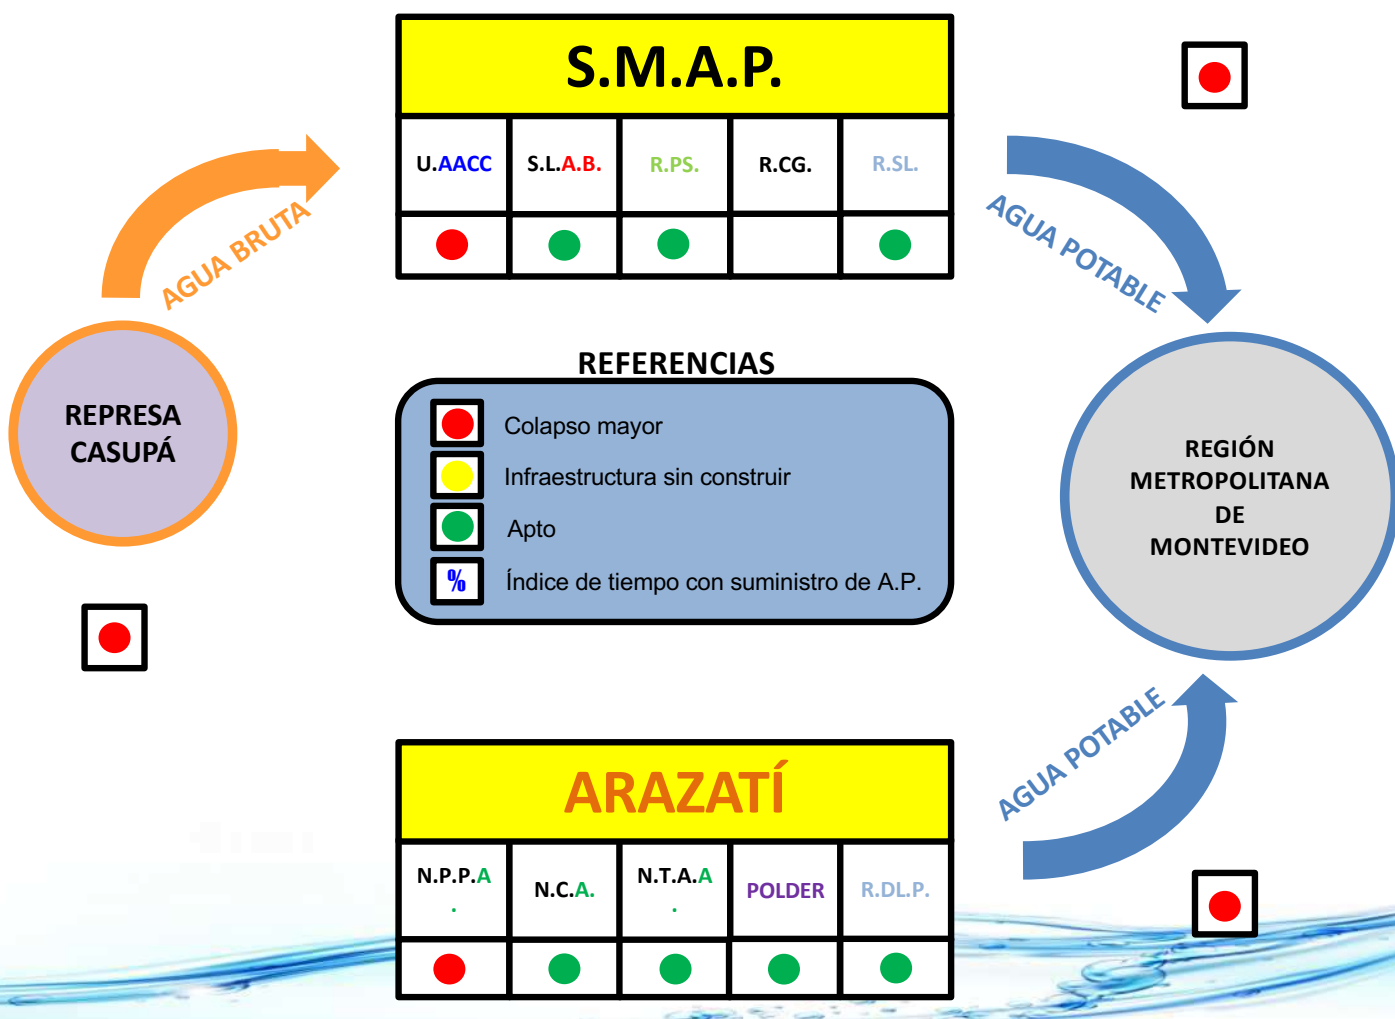 S.M.A.P.
U.AACC
S.L.A.B.
R.PS.
R.CG.
R.SL.
AGUA BRUTA
AGUA POTABLE
REPRESA
CASUPÁ
REFERENCIAS
Colapso mayor
Infraestructura sin construir
Apto
% Índice de tiempo con suministro de A.P.
REGIÓN
METROPOLITANA
DE
MONTEVIDEO
AGUA POTABLE
ARAZATÍ
N.P.P.A
.
N.C.A.
N.T.A.A
.
POLDER
R.DL.P.